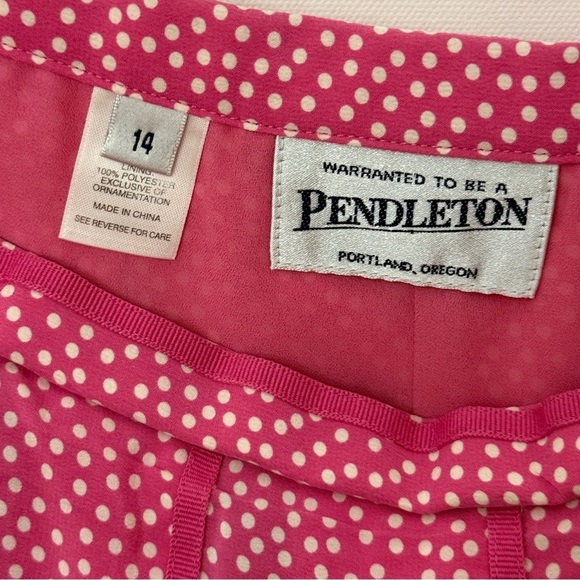 14
LINING:
100% POLYESTER
EXCLUSIVE OF
ORNAMENTATION
MADE IN CHINA
SEE REVERSE FOR CARE
WARRANTED TO BE A
PENDLETON
PORTLAND, OREGON